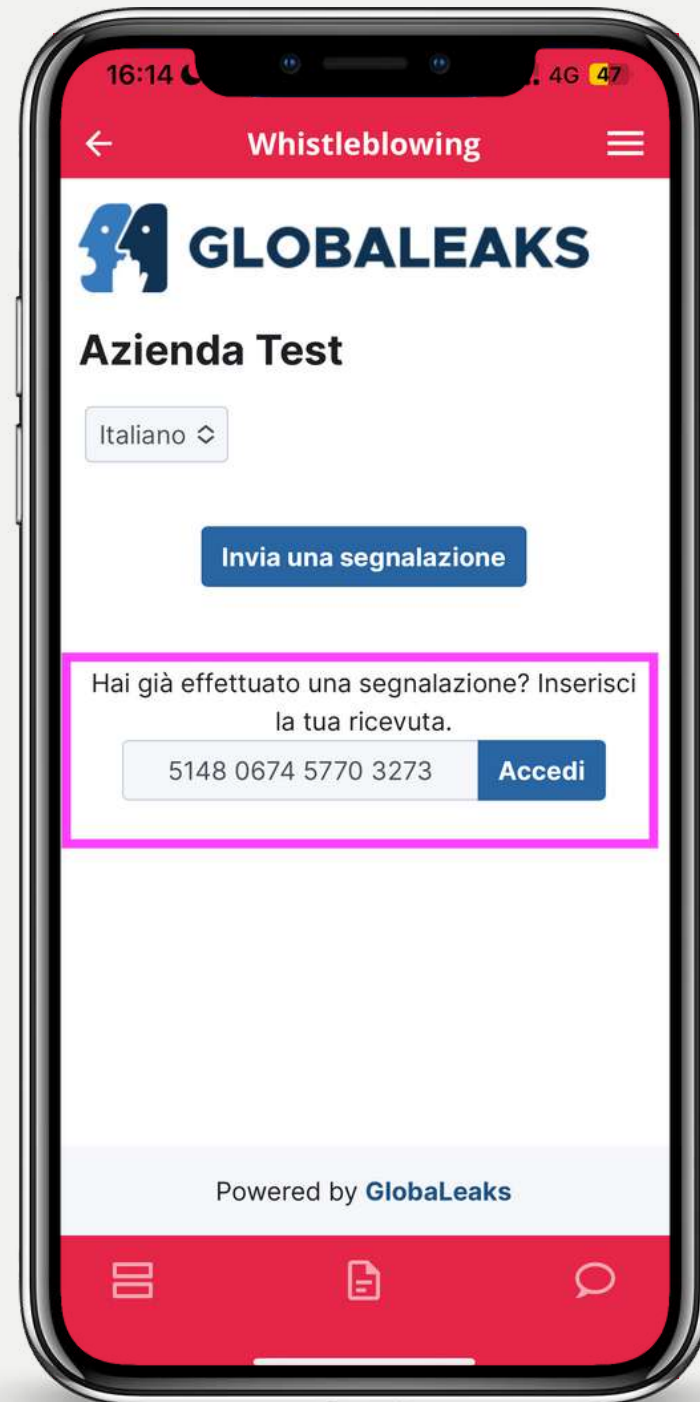 16:14 4G 47
Whistleblowing
GLOBALEAKS
Azienda Test
Italiano
Invia una segnalazione
Hai già effettuato una segnalazione? Inserisci
la tua ricevuta.
5148 0674 5770 3273 Accedi
Powered by GlobaLeaks